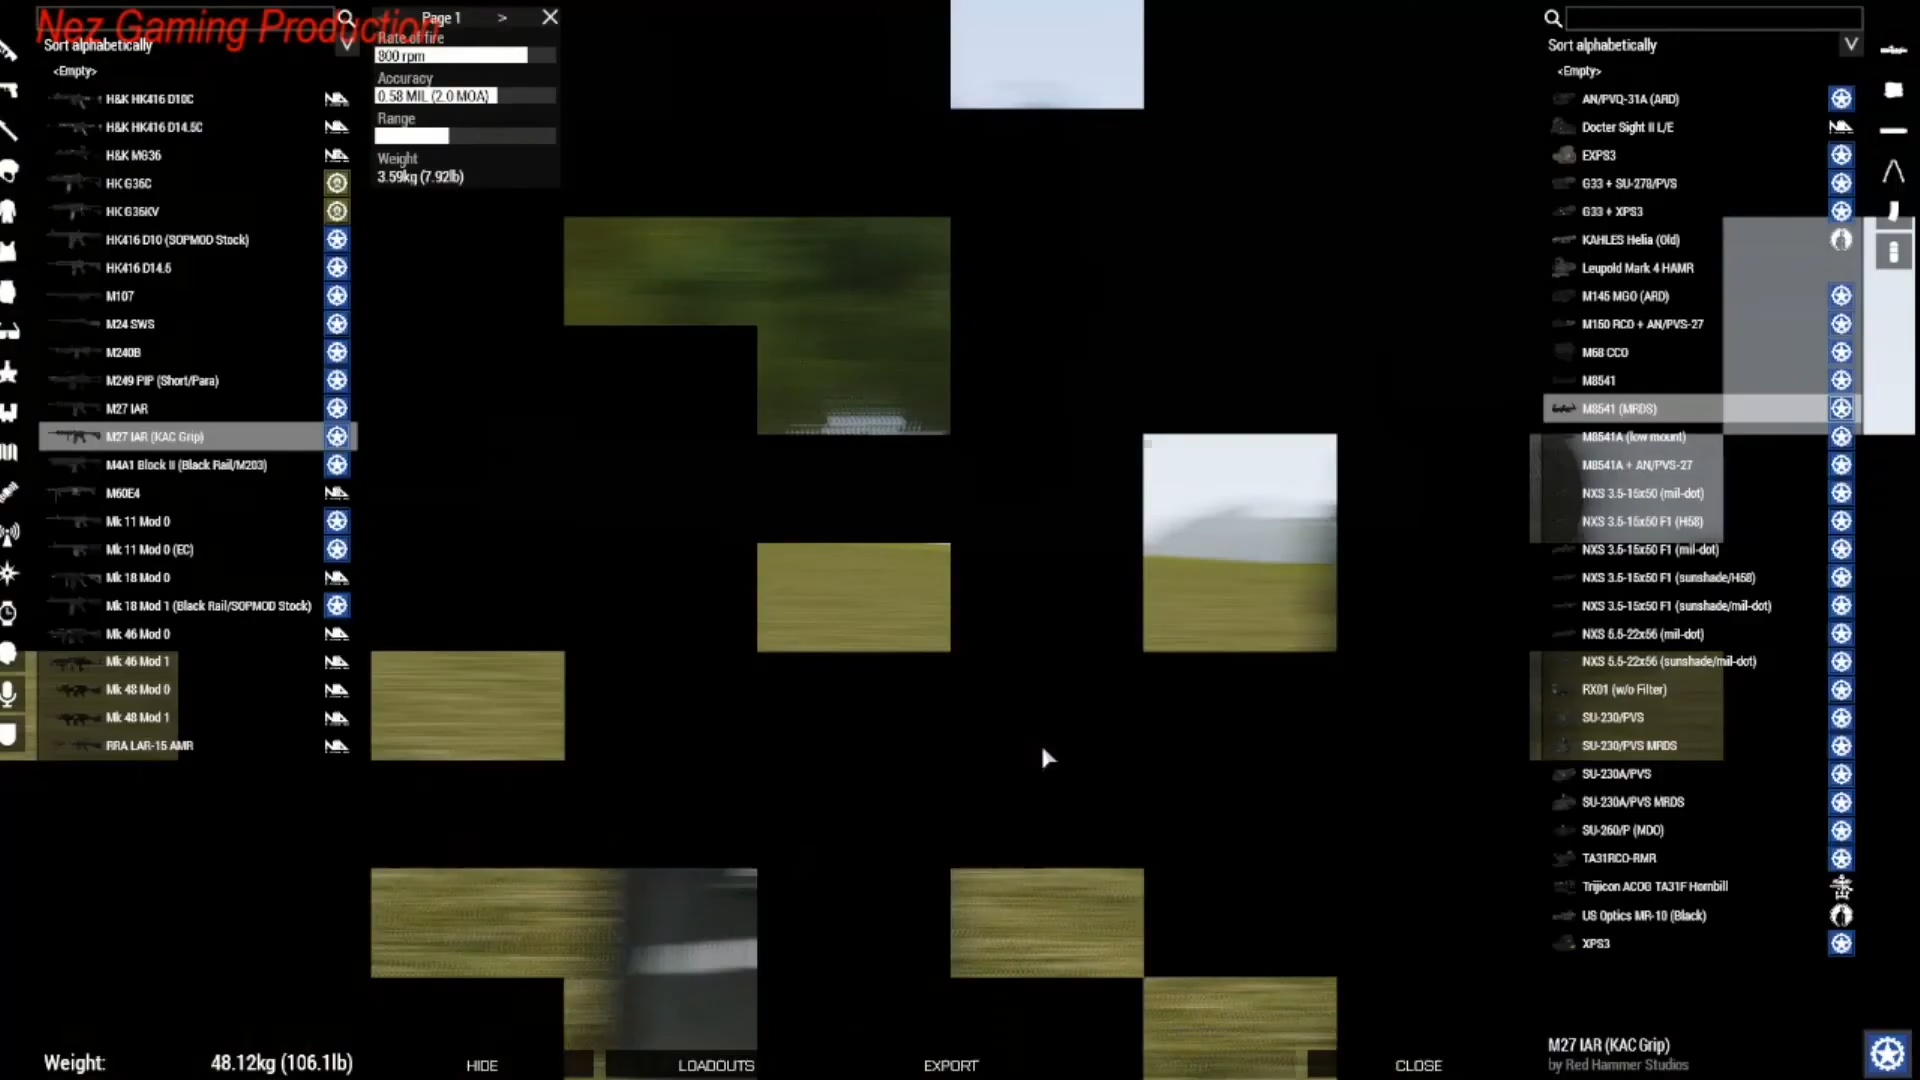 Nez Gaming Production
Sort alphabetically
<Empty>
H&K HK416 D10C
H&K HK416 D14.5C
H&K MG36
HK G36C
HK G36KV
HK416 D10 (SOPMOD Stock)
HK416 D14.5
M107
M24 SWS
M240B
M249 PIP (Short/Para)
M27 IAR
M27 IAR (KAC Grip)
M4A1 Block II (Black Rail/M203)
M60E4
Mk 11 Mod 0
Mk 11 Mod 0 (EC)
Mk 18 Mod 0
Mk 18 Mod 1 (Black Rail/SOPMOD Stock)
Mk 46 Mod 0
Mk 46 Mod 1
Mk 48 Mod 0
Mk 48 Mod 1
RRA LAR-15 AMR
Weight: 48.12kg (106.1lb)
Page 1 >
Rate of fire
800 rpm
Accuracy
0.58 MIL (2.0 MOA)
Range
Weight
3.59kg (7.92lb)
HIDE
LOADOUTS
EXPORT
CLOSE
Sort alphabetically
<Empty>
AN/PVQ-31A (ARD)
Docter Sight II L/E
EXPS3
G33 + SU-278/PVS
G33 + XPS3
KAHLES Helia (Old)
Leupold Mark 4 HAMR
M145 MGO (ARD)
M150 RCO + AN/PVS-27
M68 CCO
M8541
M8541 (MRDS)
M8541A (low mount)
M8541A + AN/PVS-27
NXS 3.5-15x50 (mil-dot)
NXS 3.5-15x50 F1 (H58)
NXS 3.5-15x50 F1 (mil-dot)
NXS 3.5-15x50 F1 (sunshade/H58)
NXS 3.5-15x50 F1 (sunshade/mil-dot)
NXS 5.5-22x56 (mil-dot)
NXS 5.5-22x56 (sunshade/mil-dot)
RX01 (w/o Filter)
SU-230/PVS
SU-230/PVS MRDS
SU-230A/PVS
SU-230A/PVS MRDS
SU-260/P (MDO)
TA31RCO-RMR
Trijicon ACOG TA31F Hornbill
US Optics MR-10 (Black)
XPS3
M27 IAR (KAC Grip)
by Red Hammer Studios